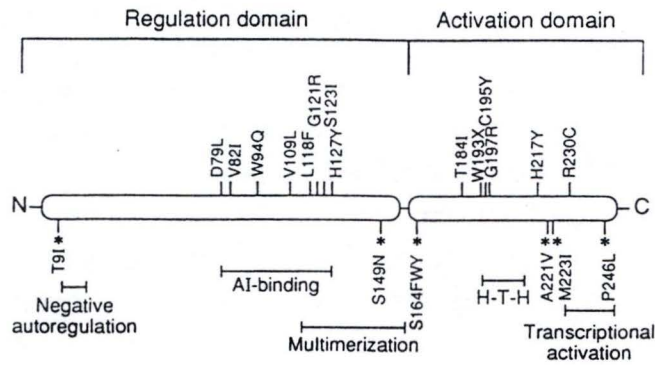 Regulation domain
Activation domain
D79L
V82I
W94Q
V109L
L118F
G121R
S123I
H127Y
T184I
W193X
C195Y
G197R
H217Y
R230C
N
C
T9I *
S149N *
S164FWY *
A221V *
M223I *
P246L *
Negative
autoregulation
AI-binding
Multimerization
H-T-H
Transcriptional
activation